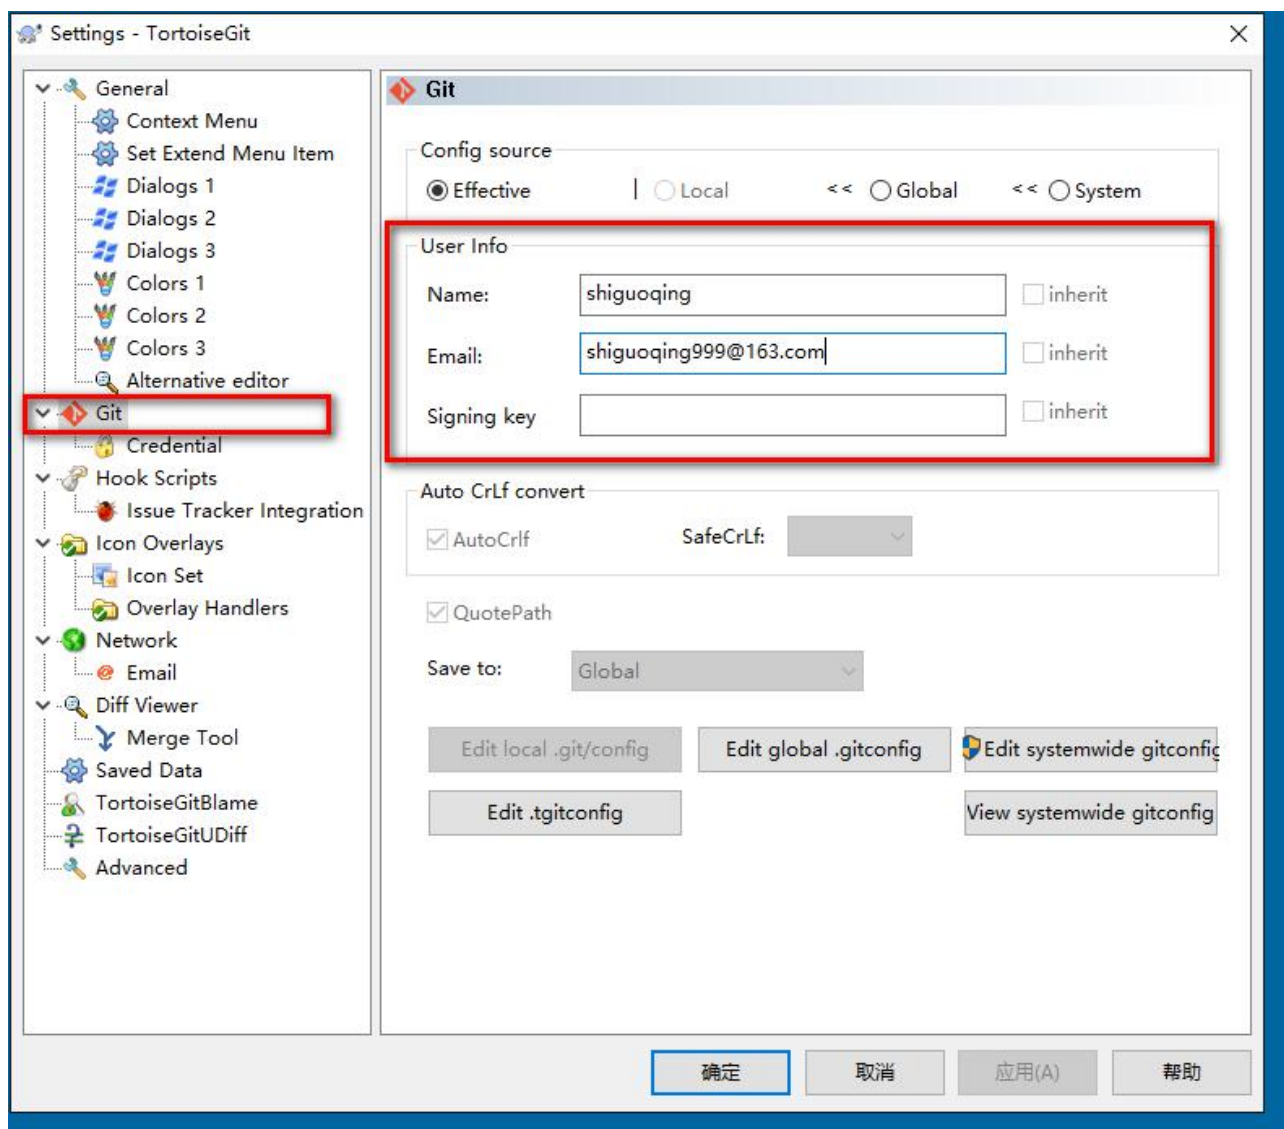 Settings - TortoiseGit
General
Context Menu
Set Extend Menu Item
Dialogs 1
Dialogs 2
Dialogs 3
Colors 1
Colors 2
Colors 3
Alternative editor
Git
Credential
Hook Scripts
Issue Tracker Integration
Icon Overlays
Icon Set
Overlay Handlers
Network
Email
Diff Viewer
Merge Tool
Saved Data
TortoiseGitBlame
TortoiseGitUDiff
Advanced
Git
Config source
Effective | Local << Global << System
User Info
Name: shiguoqing inherit
Email: shiguoqing999@163.com inherit
Signing key inherit
Auto CrLf convert
AutoCrlf SafeCrLf:
QuotePath
Save to: Global
Edit local .git/config Edit global .gitconfig Edit systemwide gitconfig
Edit .tgitconfig View systemwide gitconfig
确定 取消 应用(A) 帮助